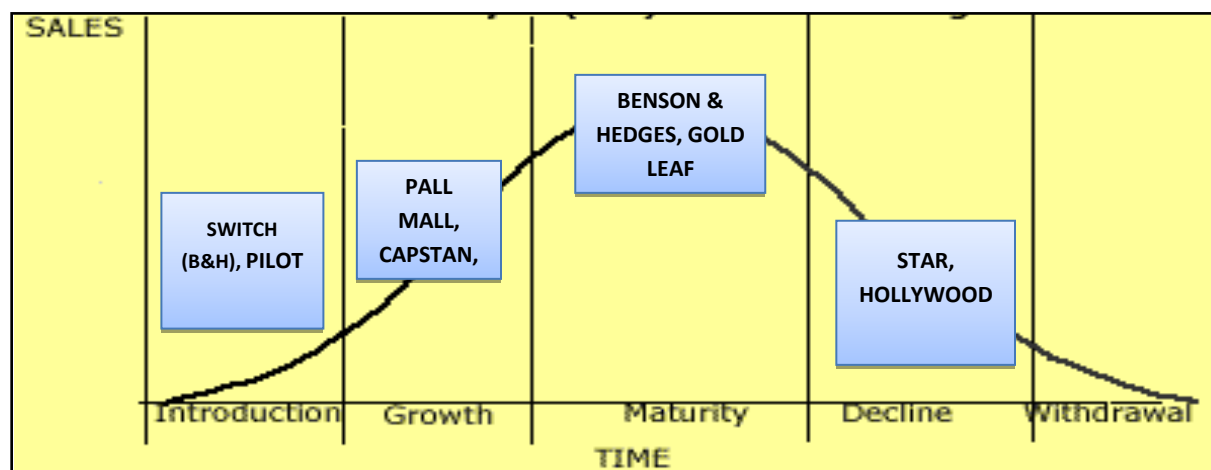 SALES
BENSON &
HEDGES, GOLD
LEAF
PALL
MALL,
CAPSTAN,
SWITCH
(B&H), PILOT
STAR,
HOLLYWOOD
Introduction Growth Maturity Decline Withdrawal
TIME